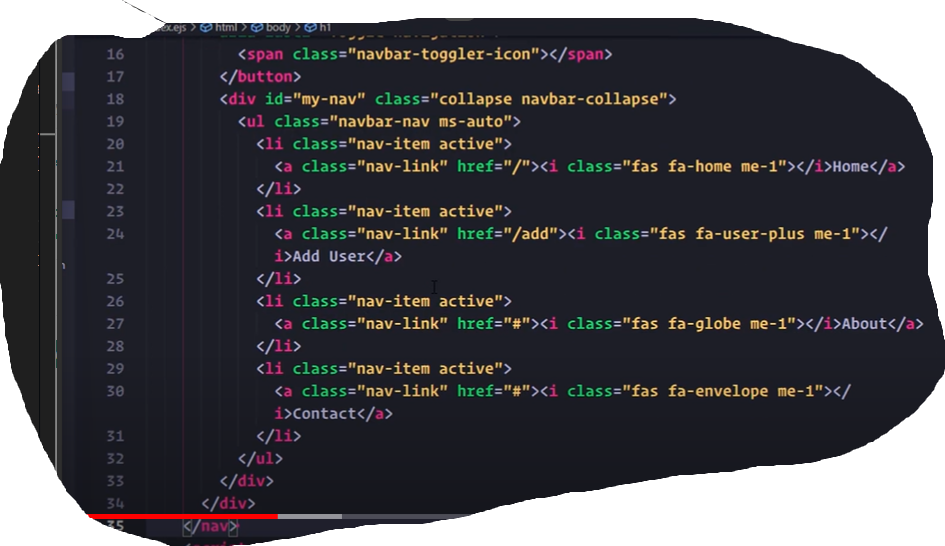 html > body > h1
16 <span class="navbar-toggler-icon"></span>
17 </button>
18 <div id="my-nav" class="collapse navbar-collapse">
19 <ul class="navbar-nav ms-auto">
20 <li class="nav-item active">
21 <a class="nav-link" href="/"><i class="fas fa-home me-1"></i>Home</a>
22 </li>
23 <li class="nav-item active">
24 <a class="nav-link" href="/add"><i class="fas fa-user-plus me-1"></
i>Add User</a>
25 </li>
26 <li class="nav-item active">
27 <a class="nav-link" href="#"><i class="fas fa-globe me-1"></i>About</a>
28 </li>
29 <li class="nav-item active">
30 <a class="nav-link" href="#"><i class="fas fa-envelope me-1"></
i>Contact</a>
31 </li>
32 </ul>
33 </div>
34 </div>
35 </nav>